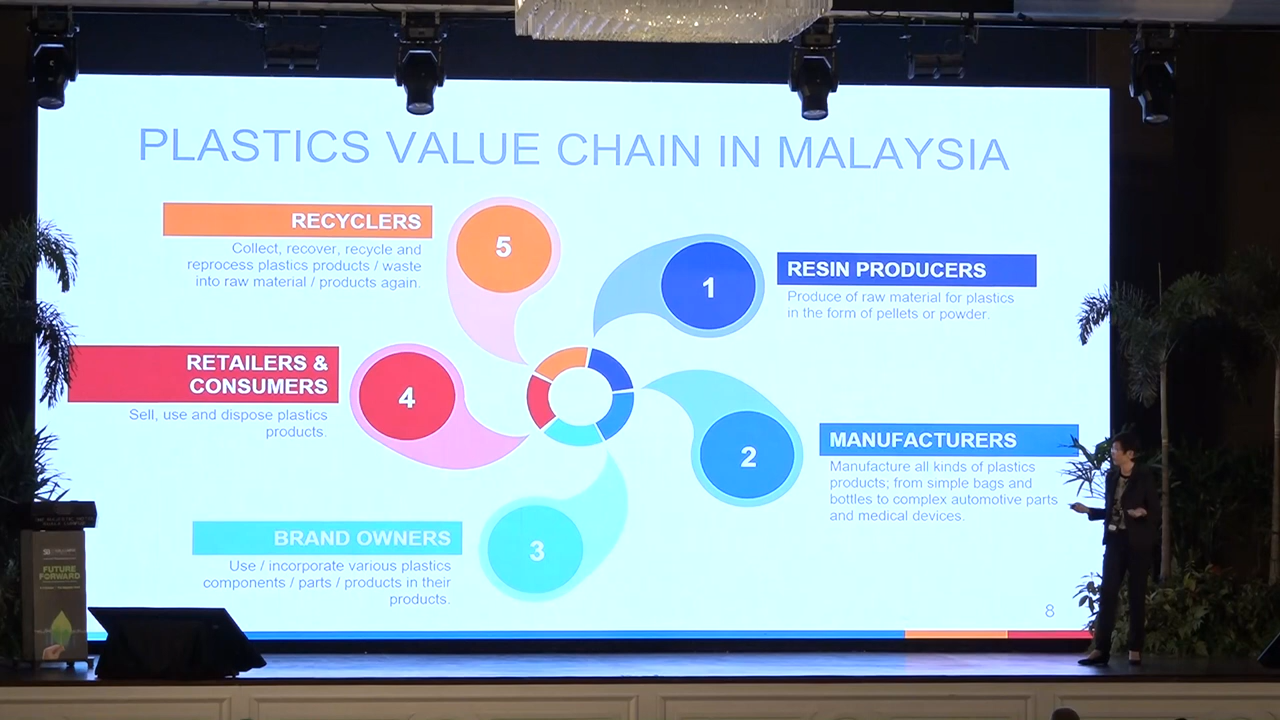 PLASTICS VALUE CHAIN IN MALAYSIA
RECYCLERS
Collect, recover, recycle and
reprocess plastics products / waste
into raw material / products again.
5
1
RESIN PRODUCERS
Produce of raw material for plastics
in the form of pellets or powder.
RETAILERS &
CONSUMERS
Sell, use and dispose plastics
products.
4
2
MANUFACTURERS
Manufacture all kinds of plastics
products; from simple bags and
bottles to complex automotive parts
and medical devices.
BRAND OWNERS
Use / incorporate various plastics
components / parts / products in their
products.
3
8
FUTURE
FORWARD